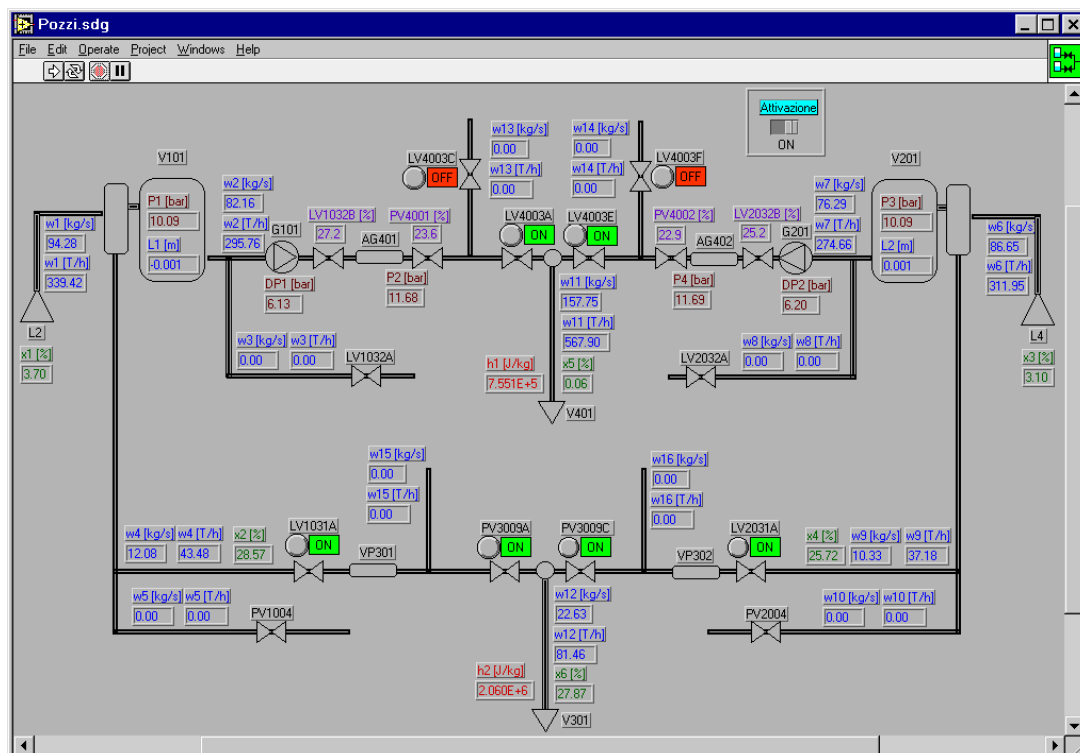 Pozzi.sdg
File Edit Operate Project Windows Help
Attivazione
ON
V101
P1 [bar]
10.09
L1 [m]
-0.001
w1 [kg/s]
94.28
w1 [T/h]
339.42
L2
x1 [%]
3.70
w2 [kg/s]
82.16
w2 [T/h]
295.76
G101
DP1 [bar]
6.13
LV1032B [%]
27.2
AG401
PV4001 [%]
23.6
P2 [bar]
11.68
LV4003C
OFF
w13 [kg/s]
0.00
w13 [T/h]
0.00
w14 [kg/s]
0.00
w14 [T/h]
0.00
LV4003F
OFF
LV4003A
ON
LV4003E
ON
PV4002 [%]
22.9
AG402
LV2032B [%]
25.2
G201
P4 [bar]
11.69
DP2 [bar]
6.20
w7 [kg/s]
76.29
w7 [T/h]
274.66
V201
P3 [bar]
10.09
L2 [m]
0.001
w6 [kg/s]
86.65
w6 [T/h]
311.95
L4
x3 [%]
3.10
w3 [kg/s] w3 [T/h]
0.00 0.00
LV1032A
w11 [kg/s]
157.75
w11 [T/h]
567.90
h1 [J/kg]
7.551E+5
x5 [%]
0.06
V401
LV2032A
w8 [kg/s] w8 [T/h]
0.00 0.00
w15 [kg/s]
0.00
w15 [T/h]
0.00
w16 [kg/s]
0.00
w16 [T/h]
0.00
w4 [kg/s] w4 [T/h]
12.08 43.48
x2 [%]
28.57
LV1031A
ON
VP301
PV3009A
ON
PV3009C
ON
VP302
LV2031A
ON
x4 [%]
25.72
w9 [kg/s] w9 [T/h]
10.33 37.18
w5 [kg/s] w5 [T/h]
0.00 0.00
PV1004
w12 [kg/s]
22.63
w12 [T/h]
81.46
PV2004
w10 [kg/s] w10 [T/h]
0.00 0.00
h2 [J/kg]
2.060E+6
x6 [%]
27.87
V301